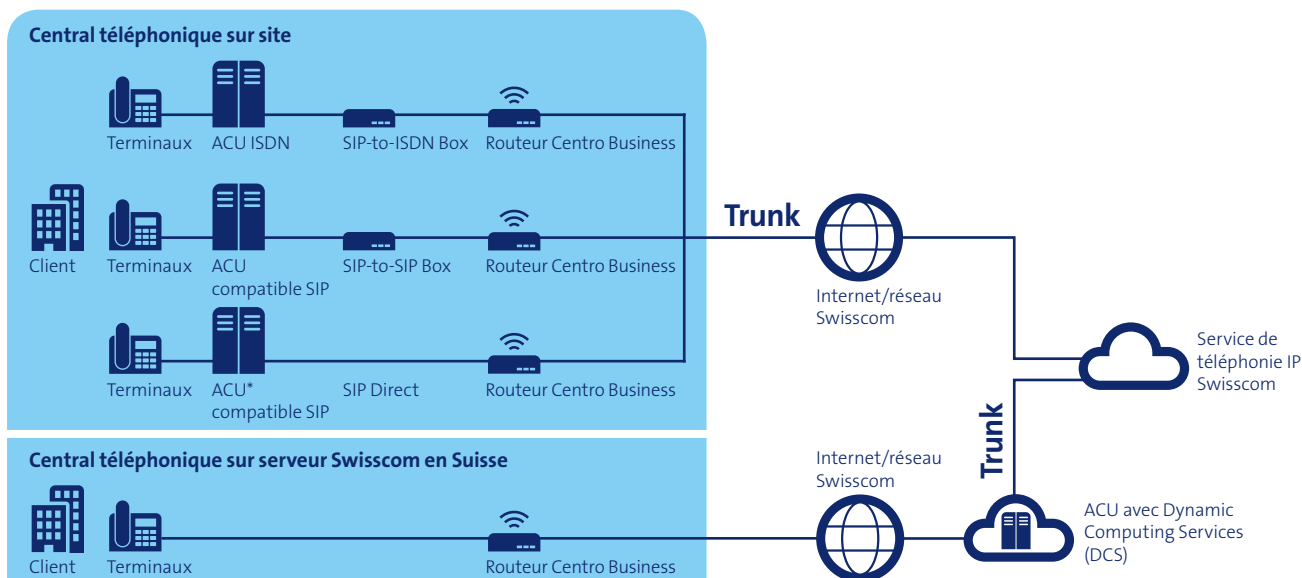 Central téléphonique sur site
Terminaux
ACU ISDN
SIP-to-ISDN Box
Routeur Centro Business
Client
Terminaux
ACU
compatible SIP
SIP-to-SIP Box
Routeur Centro Business
Trunk
Internet/réseau
Swisscom
Terminaux
ACU*
compatible SIP
SIP Direct
Routeur Centro Business
Service de
téléphonie IP
Swisscom
Trunk
Central téléphonique sur serveur Swisscom en Suisse
Client
Terminaux
Routeur Centro Business
Internet/réseau
Swisscom
ACU avec Dynamic
Computing Services
(DCS)